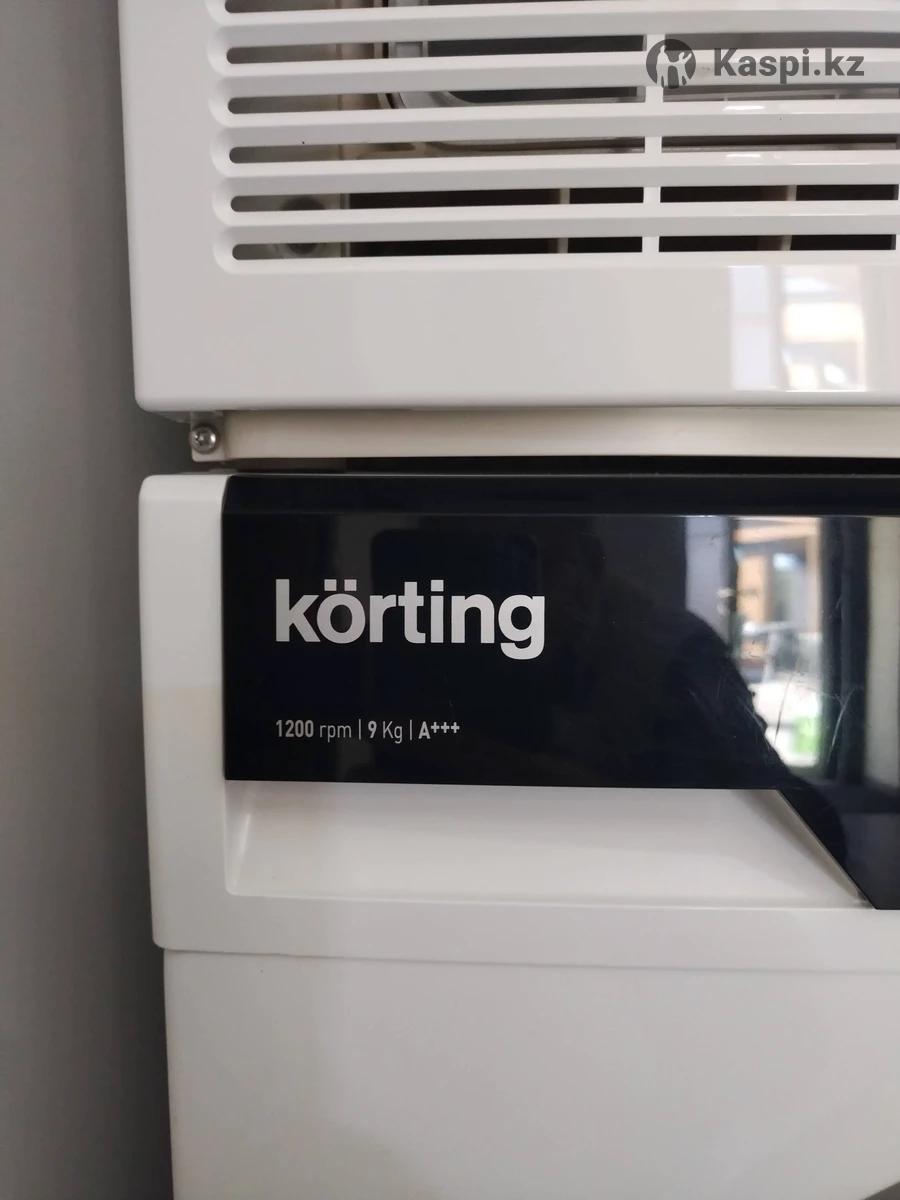 Kaspi.kz
körting
1200 rpm | 9 Kg | A+++